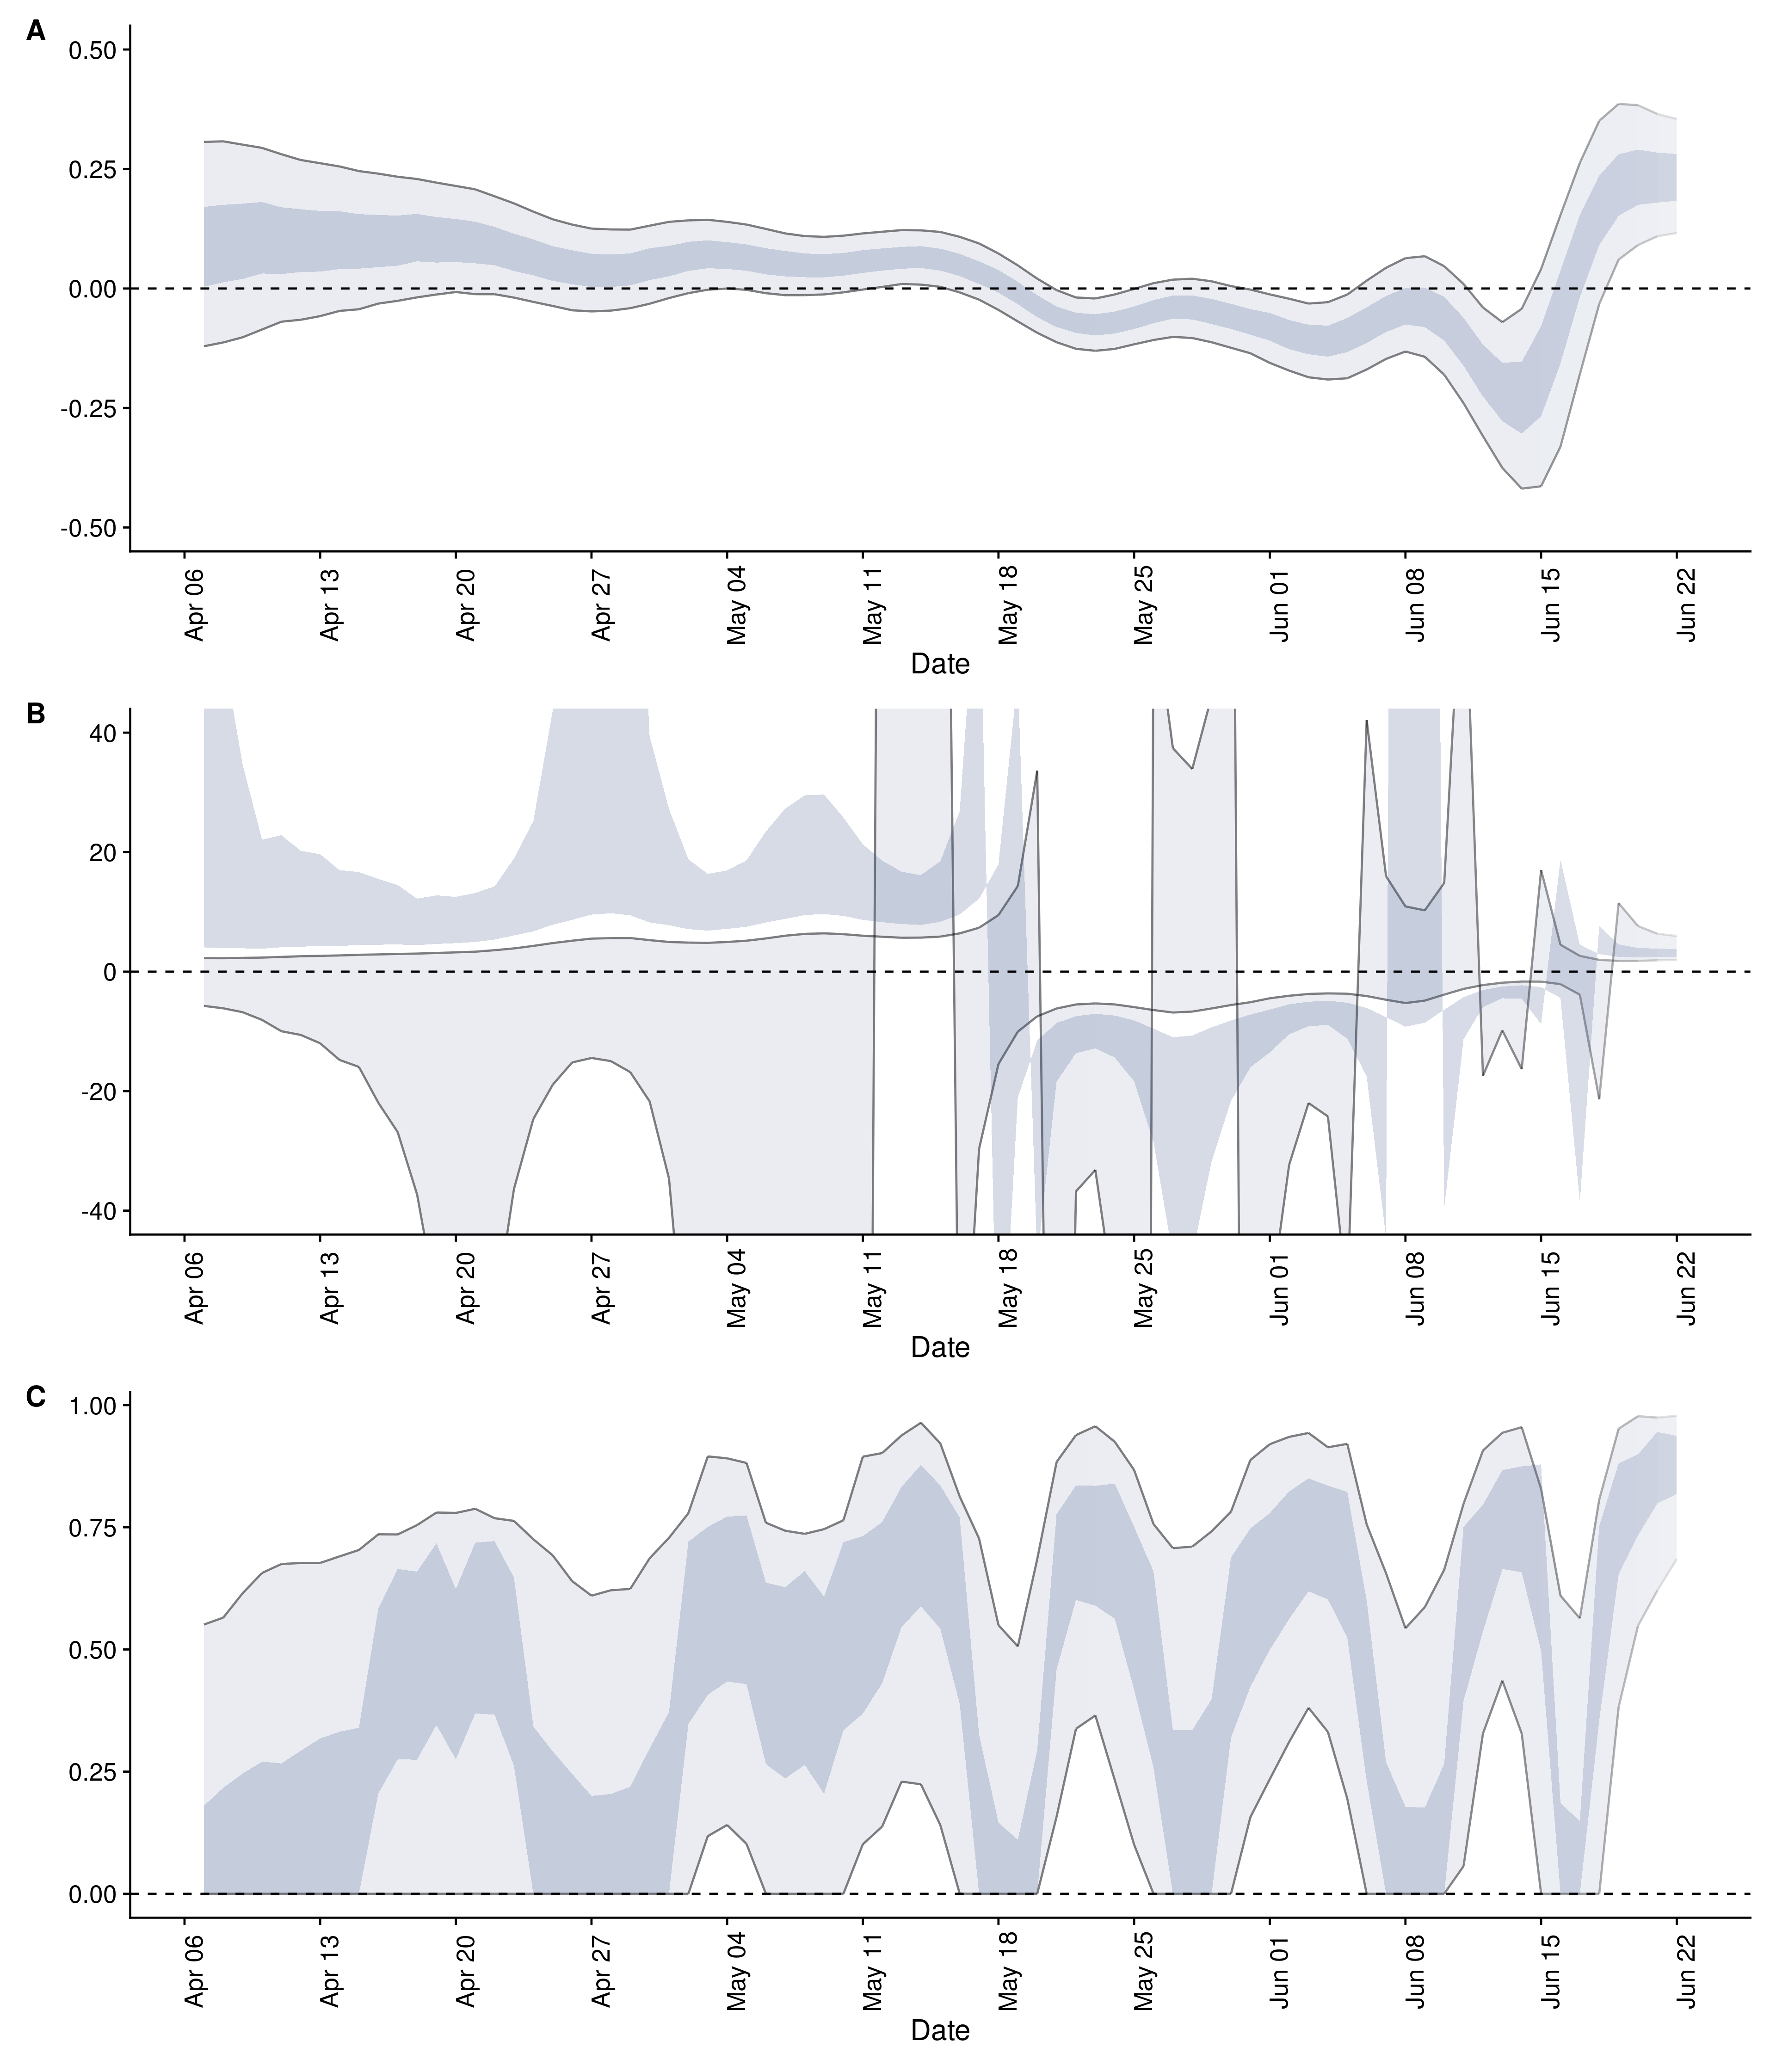 A
0.50
0.25
0.00
-0.25
-0.50
Apr 06
Apr 13
Apr 20
Apr 27
May 04
May 11
May 18
May 25
Jun 01
Jun 08
Jun 15
Jun 22
Date
B
40
20
0
-20
-40
Apr 06
Apr 13
Apr 20
Apr 27
May 04
May 11
May 18
May 25
Jun 01
Jun 08
Jun 15
Jun 22
Date
C
1.00
0.75
0.50
0.25
0.00
Apr 06
Apr 13
Apr 20
Apr 27
May 04
May 11
May 18
May 25
Jun 01
Jun 08
Jun 15
Jun 22
Date